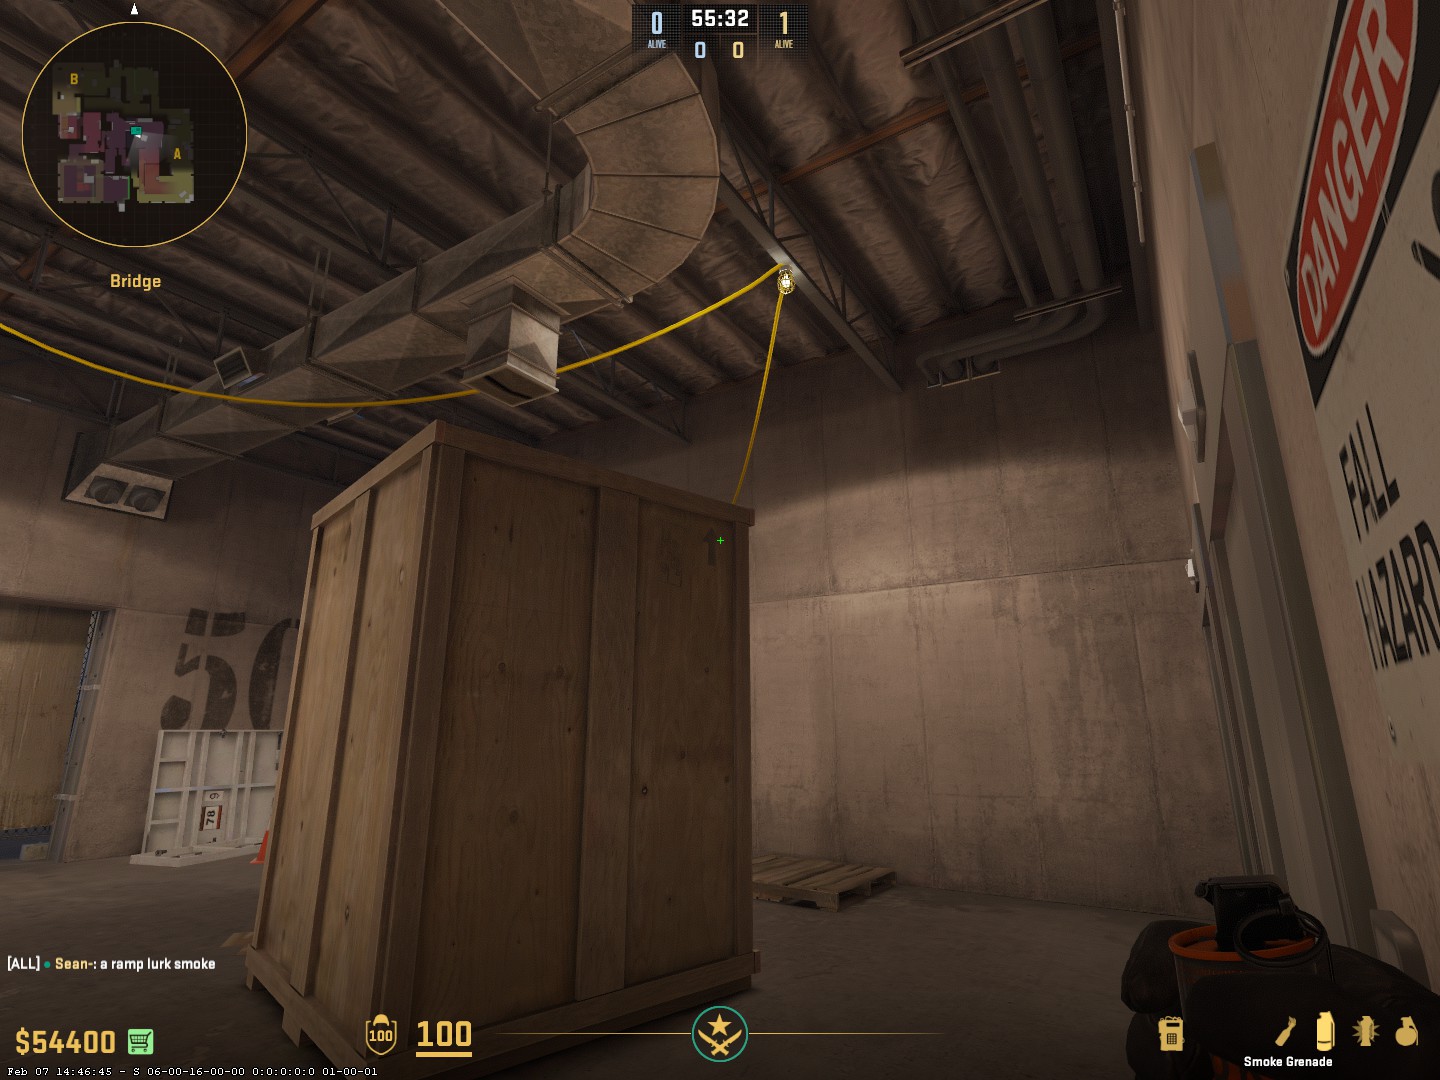 0
ALIVE
55:32
1
ALIVE
0
0
B
A
Bridge
DANGER
FALL
HAZARD
50
78
9
[ALL] Sean-: a ramp lurk smoke
$54400
100
100
Smoke Grenade
Feb 07 14:46:45 - S 06-00-16-00-00 0:0:0:0:0 01-00-01